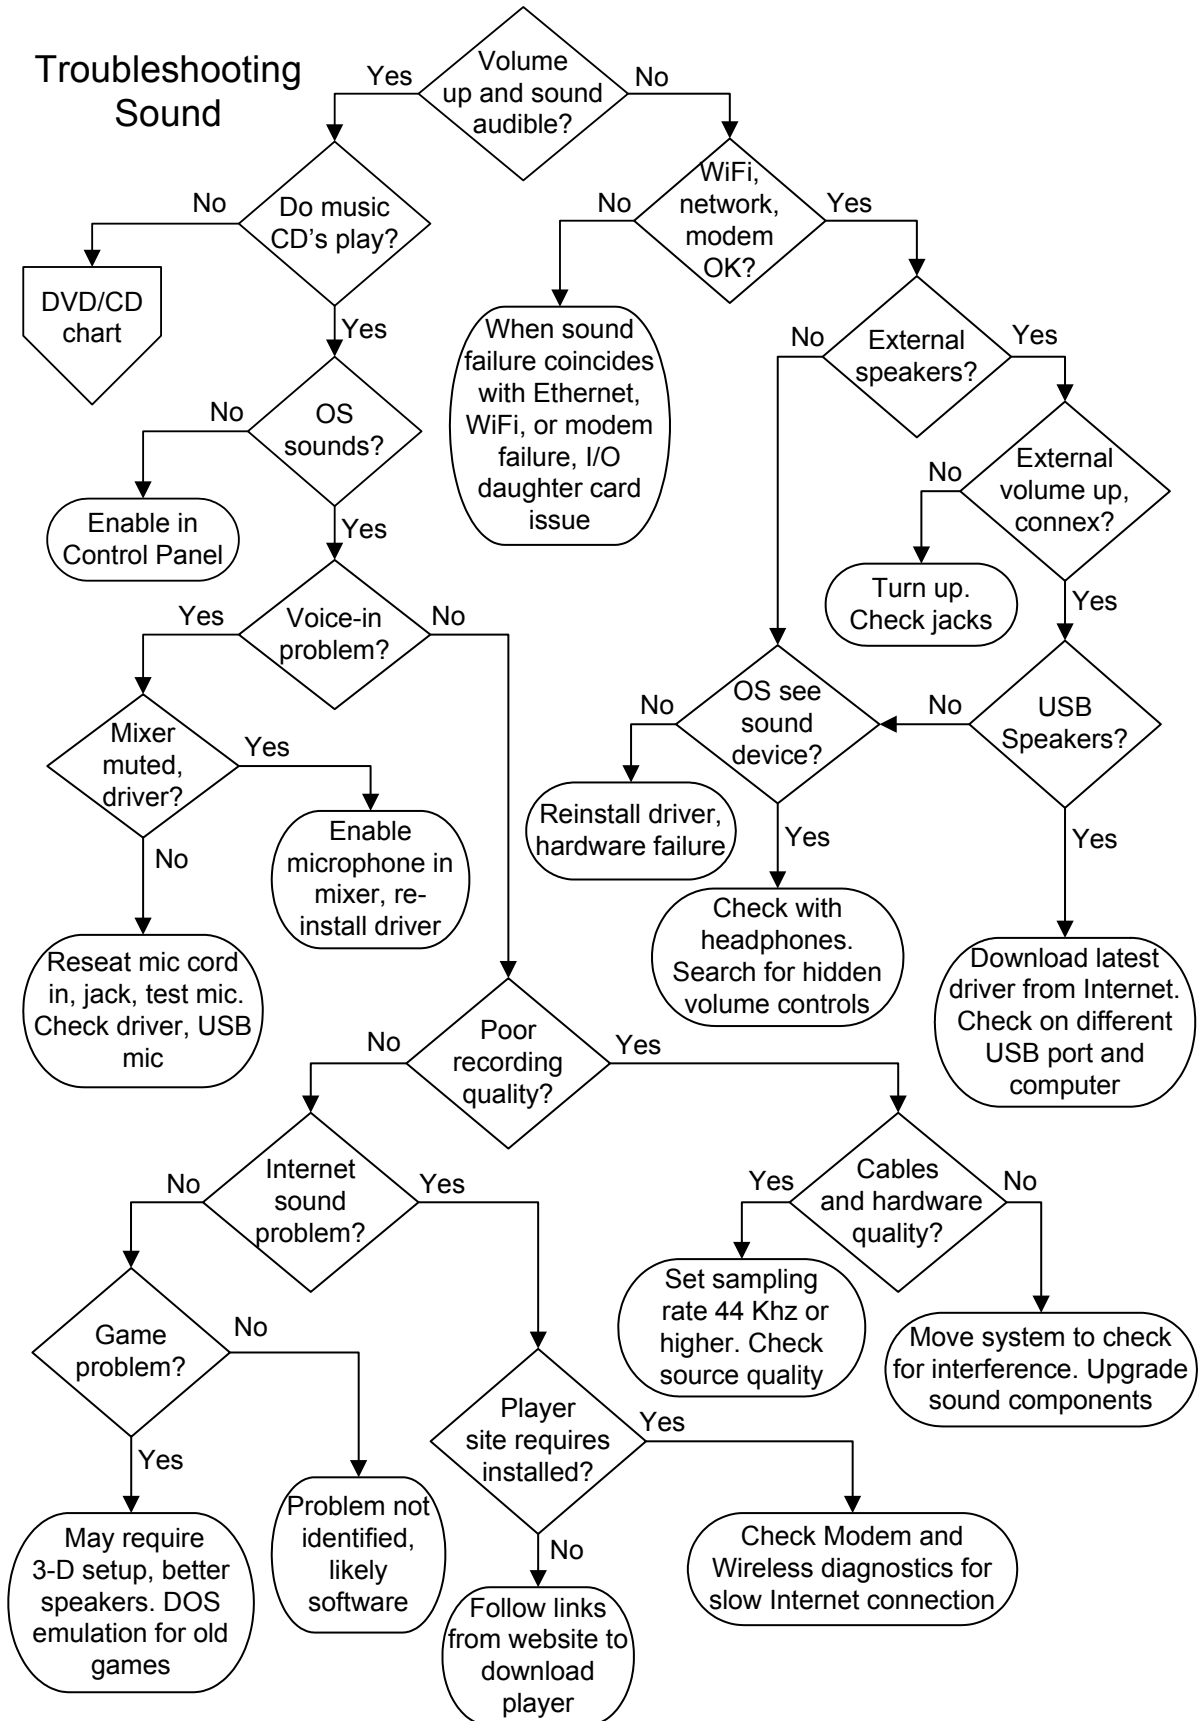 Troubleshooting
Sound
Volume
up and sound
audible?
Yes
No
Do music
CD's play?
No
Yes
DVD/CD
chart
WiFi,
network,
modem
OK?
No
Yes
When sound
failure coincides
with Ethernet,
WiFi, or modem
failure, I/O
daughter card
issue
External
speakers?
No
Yes
OS
sounds?
No
Yes
Enable in
Control Panel
External
volume up,
connex?
No
Yes
Turn up.
Check jacks
Voice-in
problem?
Yes
No
OS see
sound
device?
No
Yes
USB
Speakers?
No
Yes
Mixer
muted,
driver?
Yes
No
Enable
microphone in
mixer, re-
install driver
Reinstall driver,
hardware failure
Check with
headphones.
Search for hidden
volume controls
Download latest
driver from Internet.
Check on different
USB port and
computer
Reseat mic cord
in, jack, test mic.
Check driver, USB
mic
Poor
recording
quality?
No
Yes
Internet
sound
problem?
No
Yes
Cables
and hardware
quality?
Yes
No
Set sampling
rate 44 Khz or
higher. Check
source quality
Move system to check
for interference. Upgrade
sound components
Game
problem?
No
Yes
Player
site requires
installed?
Yes
No
Problem not
identified,
likely
software
May require
3-D setup, better
speakers. DOS
emulation for old
games
Check Modem and
Wireless diagnostics for
slow Internet connection
Follow links
from website to
download
player